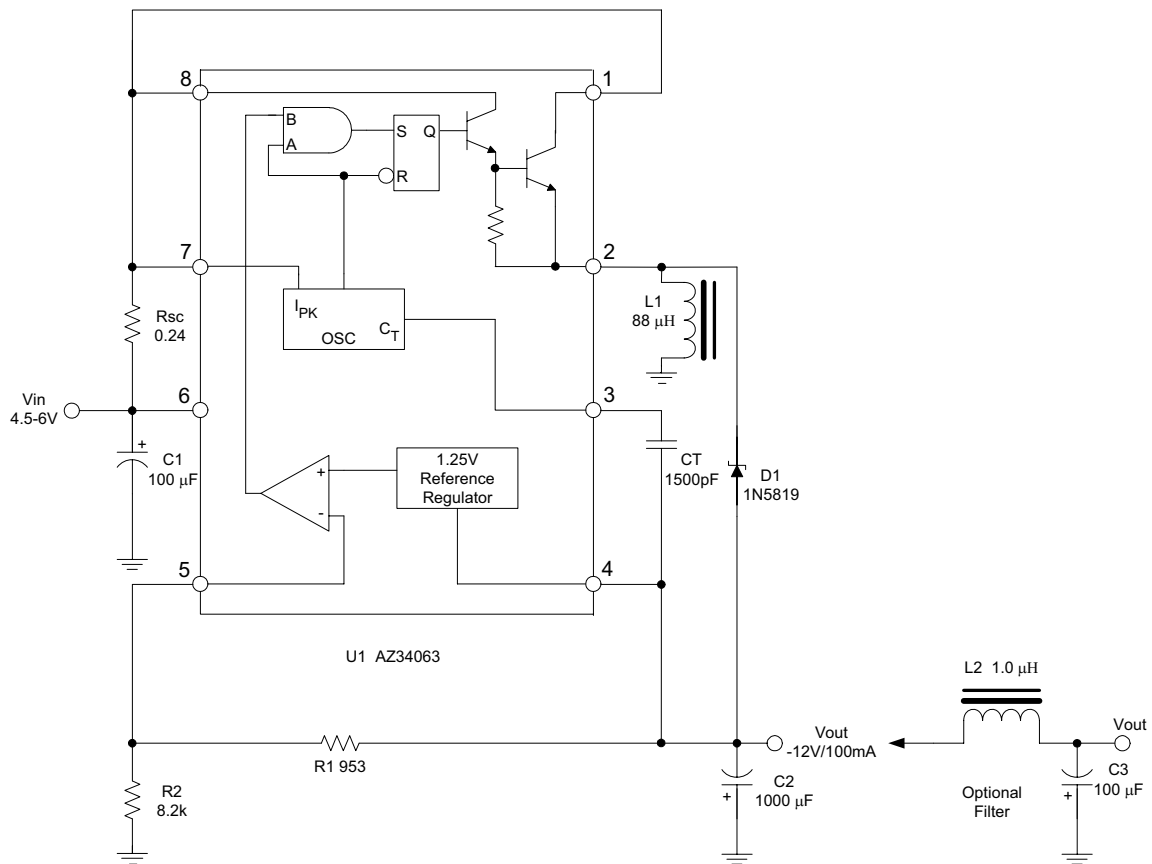 8
1
B
A
S
Q
R
7
2
I_PK
OSC
C_T
Rsc
0.24
L1
88 μH
Vin
4.5-6V
6
3
+
C1
100 μF
CT
1500pF
D1
1N5819
+
-
1.25V
Reference
Regulator
5
4
U1 AZ34063
L2 1.0 μH
R1 953
Vout
-12V/100mA
Vout
R2
8.2k
C2
1000 μF
+
Optional
Filter
C3
100 μF
+